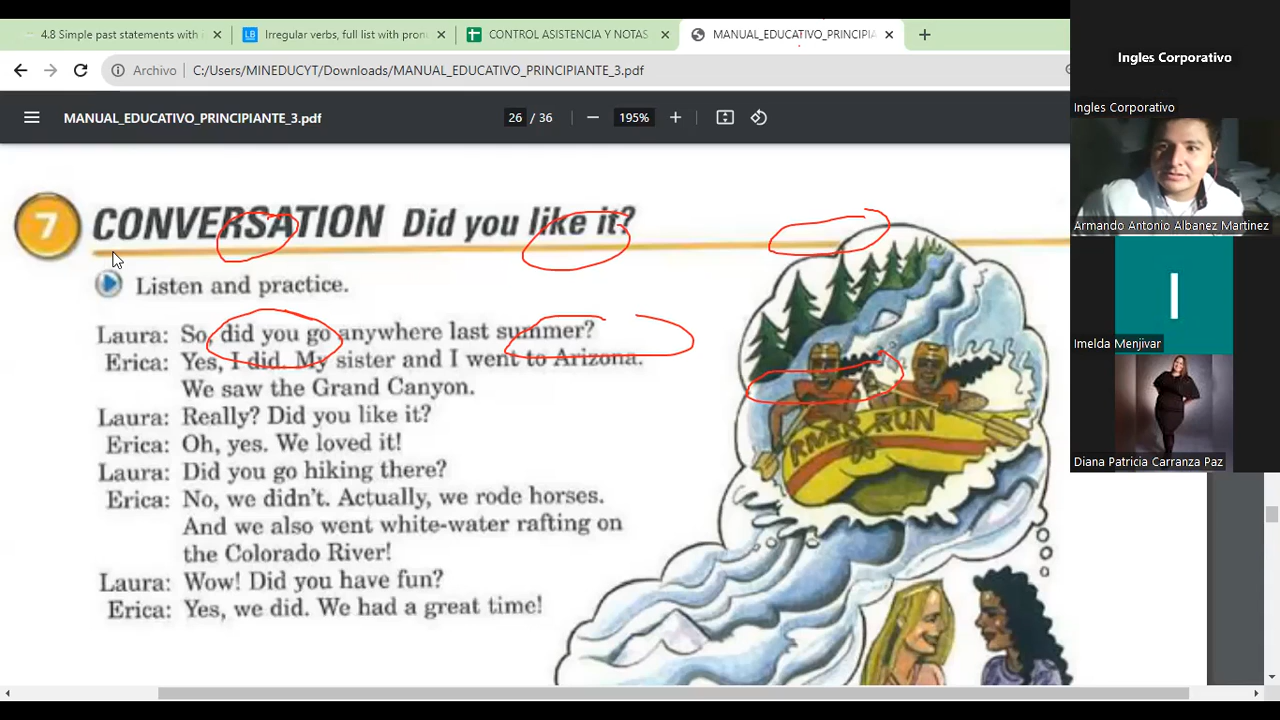 4.8 Simple past statements with
Irregular verbs, full list with pron
CONTROL ASISTENCIA Y NOTAS
MANUAL_EDUCATIVO_PRINCIPIA
Archivo
C:/Users/MINEDUCYT/Downloads/MANUAL_EDUCATIVO_PRINCIPIANTE_3.pdf
MANUAL_EDUCATIVO_PRINCIPIANTE_3.pdf
26 / 36
195%
7 CONVERSATION Did you like it?
Listen and practice.
Laura: So, did you go anywhere last summer?
Erica: Yes, I did. My sister and I went to Arizona.
We saw the Grand Canyon.
Laura: Really? Did you like it?
Erica: Oh, yes. We loved it!
Laura: Did you go hiking there?
Erica: No, we didn't. Actually, we rode horses.
And we also went white-water rafting on
the Colorado River!
Laura: Wow! Did you have fun?
Erica: Yes, we did. We had a great time!
RIVER RUN
Ingles Corporativo
Ingles Corporativo
Armando Antonio Albanez Martinez
I
Imelda Menjivar
Diana Patricia Carranza Paz